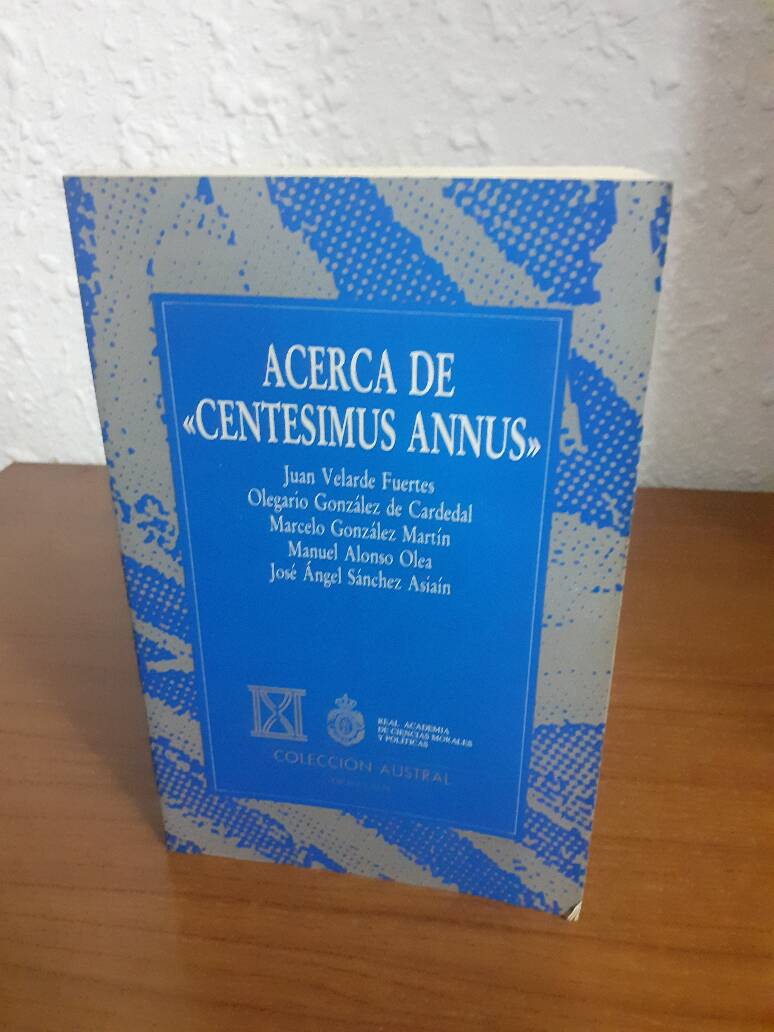 ACERCA DE
«CENTESIMUS ANNUS»
Juan Velarde Fuertes
Olegario González de Cardedal
Marcelo González Martín
Manuel Alonso Olea
José Ángel Sánchez Asiaín
REAL ACADEMIA
DE CIENCIAS MORALES
Y POLÍTICAS
COLECCIÓN AUSTRAL